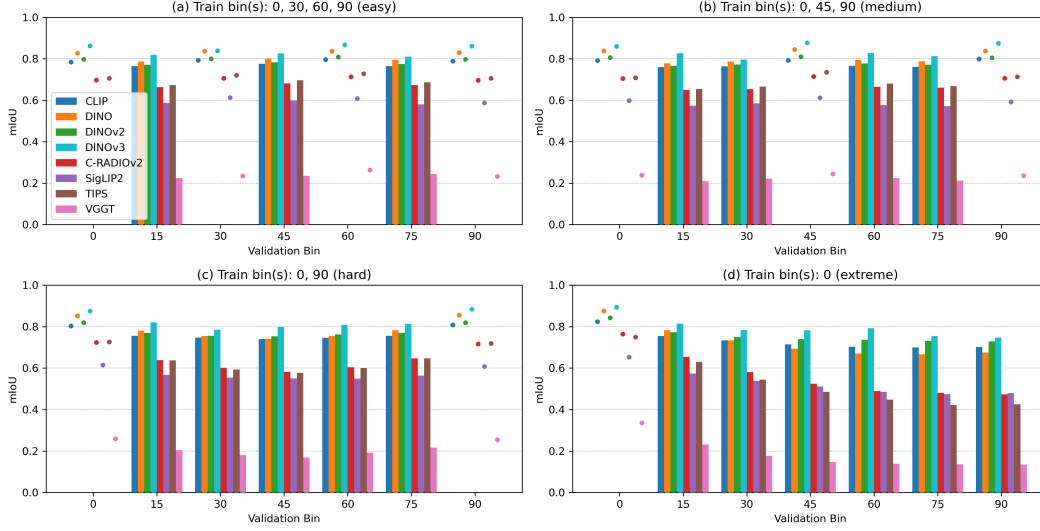 (a) Train bin(s): 0, 30, 60, 90 (easy)
mIoU
1.0
0.8
0.6
0.4
0.2
0.0
CLIP
DINO
DINOv2
DINOv3
C-RADIOv2
SigLIP2
TIPS
VGGT
0 15 30 45 60 75 90
Validation Bin
(b) Train bin(s): 0, 45, 90 (medium)
mIoU
1.0
0.8
0.6
0.4
0.2
0.0
0 15 30 45 60 75 90
Validation Bin
(c) Train bin(s): 0, 90 (hard)
mIoU
1.0
0.8
0.6
0.4
0.2
0.0
0 15 30 45 60 75 90
Validation Bin
(d) Train bin(s): 0 (extreme)
mIoU
1.0
0.8
0.6
0.4
0.2
0.0
0 15 30 45 60 75 90
Validation Bin